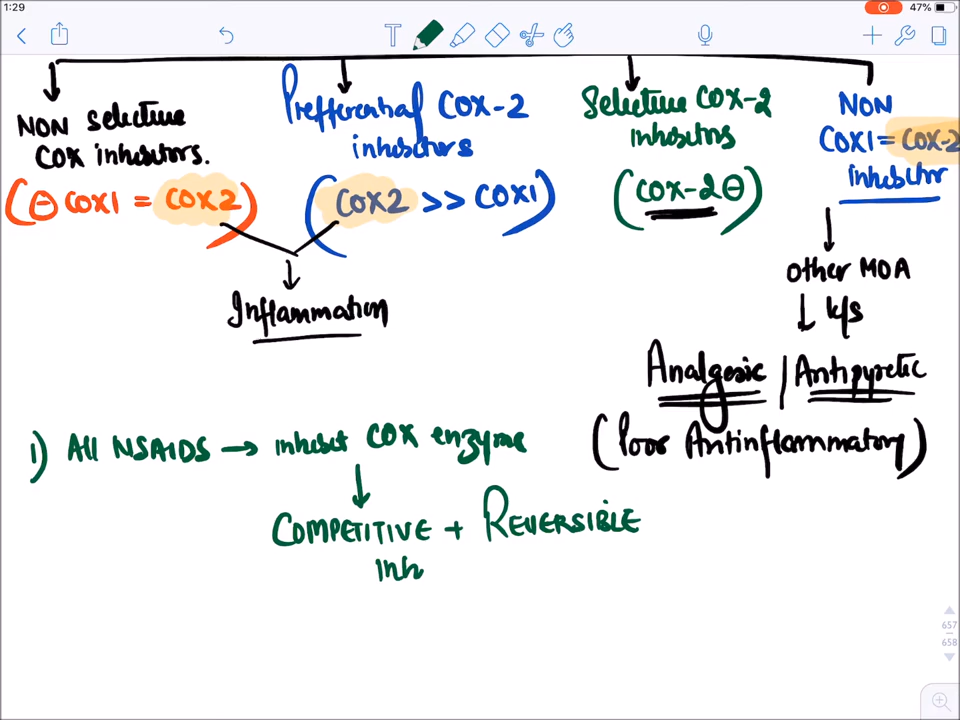 1:29
47%
NON selective
COX inhibitors.
(⊖ COX1 = COX2)
Prefferential COX-2
inhibitors
(COX2 >> COX1)
Inflammation
Selective COX-2
inhibitors
(COX-2 ⊖)
NON
COX1 = COX-2
inhibitor
Other MOA
↓ k/s
Analgesic / Antipyretic
(Poor Antinflammatory)
1) All NSAIDS → inhibit COX enzyme
COMPETITIVE + REVERSIBLE
Inh
657
658